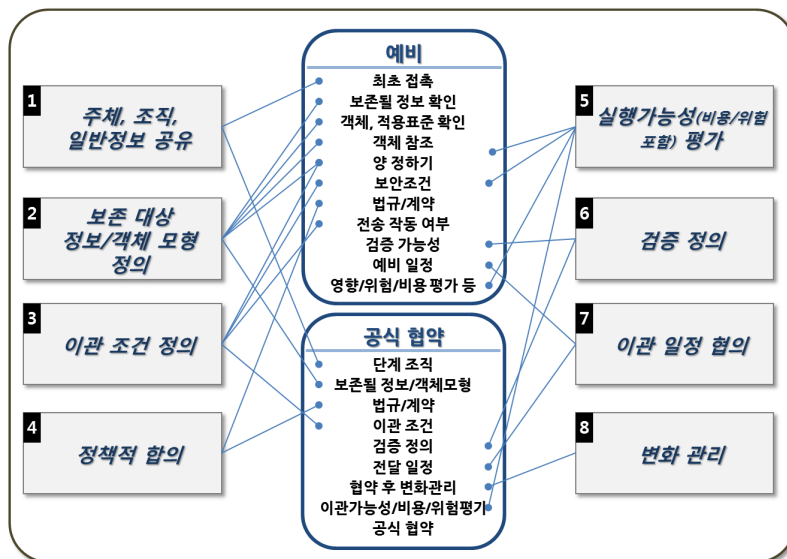 1
주체, 조직,
일반정보 공유
2
보존 대상
정보/객체 모형
정의
3
이관 조건 정의
4
정책적 합의
예비
최초 접촉
보존될 정보 확인
객체, 적용표준 확인
객체 참조
양 정하기
보안조건
법규/계약
전송 작동 여부
검증 가능성
예비 일정
영향/위험/비용 평가 등
공식 협약
단계 조직
보존될 정보/객체모형
법규/계약
이관 조건
검증 정의
전달 일정
협약 후 변화관리
이관가능성/비용/위험평가
공식 협약
5
실행가능성(비용/위험
포함) 평가
6
검증 정의
7
이관 일정 협의
8
변화 관리